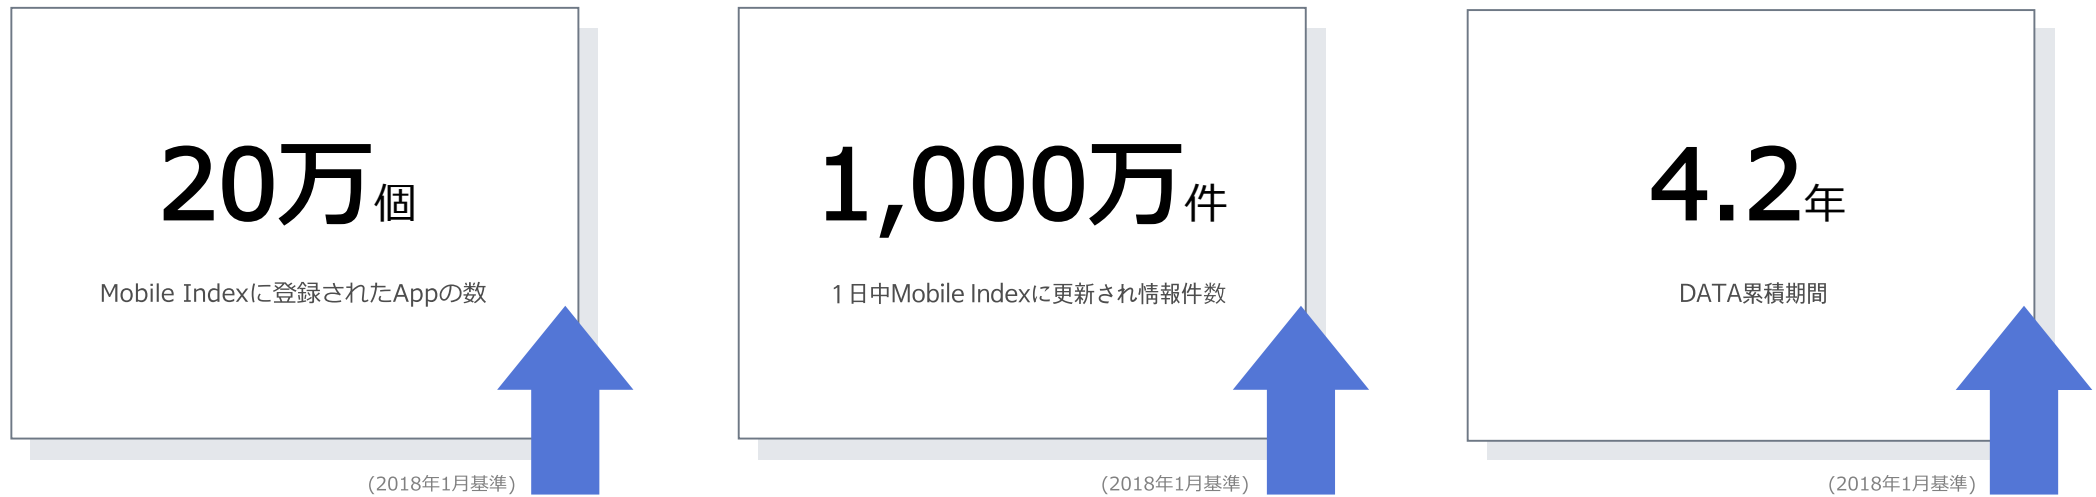 20万個
Mobile Indexに登録されたAppの数
(2018年1月基準)
1,000万件
１日中Mobile Indexに更新され情報件数
(2018年1月基準)
4.2年
DATA累積期間
(2018年1月基準)